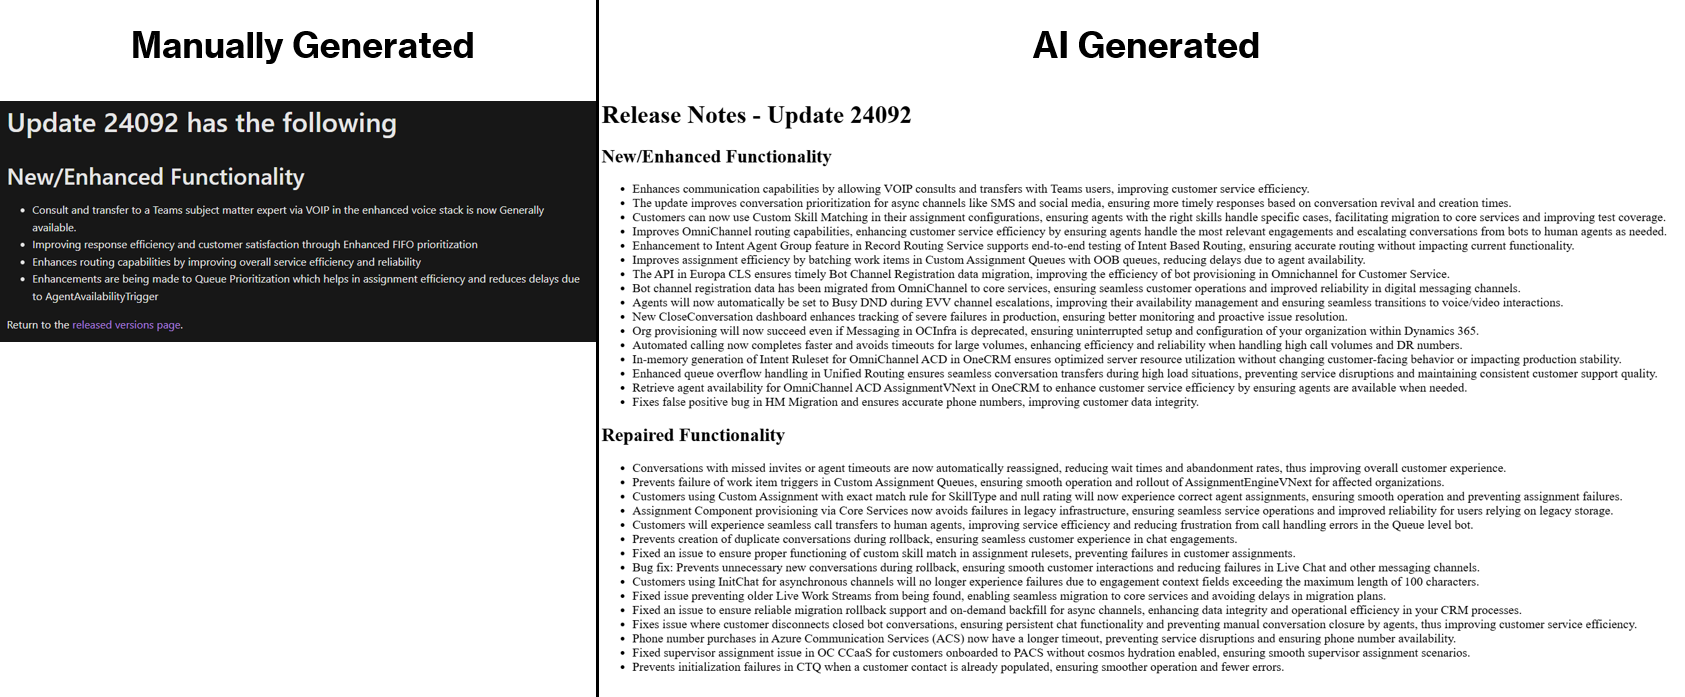 Manually Generated
AI Generated
Update 24092 has the following
New/Enhanced Functionality
• Consult and transfer to a Teams subject matter expert via VOIP in the enhanced voice stack is now Generally
available.
• Improving response efficiency and customer satisfaction through Enhanced FIFO prioritization
• Enhances routing capabilities by improving overall service efficiency and reliability
• Enhancements are being made to Queue Prioritization which helps in assignment efficiency and reduces delays due
to AgentAvailabilityTrigger
Return to the released versions page.
Release Notes - Update 24092
New/Enhanced Functionality
• Enhances communication capabilities by allowing VOIP consults and transfers with Teams users, improving customer service efficiency.
• The update improves conversation prioritization for async channels like SMS and social media, ensuring more timely responses based on conversation revival and creation times.
• Customers can now use Custom Skill Matching in their assignment configurations, ensuring agents with the right skills handle specific cases, facilitating migration to core services and improving test coverage.
• Improves OmniChannel routing capabilities, enhancing customer service efficiency by ensuring agents handle the most relevant engagements and escalating conversations from bots to human agents as needed.
• Enhancement to Intent Agent Group feature in Record Routing Service supports end-to-end testing of Intent Based Routing, ensuring accurate routing without impacting current functionality.
• Improves assignment efficiency by batching work items in Custom Assignment Queues with OOB queues, reducing delays due to agent availability.
• The API in Europa CLS ensures timely Bot Channel Registration data migration, improving the efficiency of bot provisioning in Omnichannel for Customer Service.
• Bot channel registration data has been migrated from OmniChannel to core services, ensuring seamless customer operations and improved reliability in digital messaging channels.
• Agents will now automatically be set to Busy DND during EVV channel escalations, improving their availability management and ensuring seamless transitions to voice/video interactions.
• New CloseConversation dashboard enhances tracking of severe failures in production, ensuring better monitoring and proactive issue resolution.
• Org provisioning will now succeed even if Messaging in OCInfra is deprecated, ensuring uninterrupted setup and configuration of your organization within Dynamics 365.
• Automated calling now completes faster and avoids timeouts for large volumes, enhancing efficiency and reliability when handling high call volumes and DR numbers.
• In-memory generation of Intent Ruleset for OmniChannel ACD in OneCRM ensures optimized server resource utilization without changing customer-facing behavior or impacting production stability.
• Enhanced queue overflow handling in Unified Routing ensures seamless conversation transfers during high load situations, preventing service disruptions and maintaining consistent customer support quality.
• Retrieve agent availability for OmniChannel ACD AssignmentVNext in OneCRM to enhance customer service efficiency by ensuring agents are available when needed.
• Fixes false positive bug in HM Migration and ensures accurate phone numbers, improving customer data integrity.
Repaired Functionality
• Conversations with missed invites or agent timeouts are now automatically reassigned, reducing wait times and abandonment rates, thus improving overall customer experience.
• Prevents failure of work item triggers in Custom Assignment Queues, ensuring smooth operation and rollout of AssignmentEngineVNext for affected organizations.
• Customers using Custom Assignment with exact match rule for SkillType and null rating will now experience correct agent assignments, ensuring smooth operation and preventing assignment failures.
• Assignment Component provisioning via Core Services now avoids failures in legacy infrastructure, ensuring seamless service operations and improved reliability for users relying on legacy storage.
• Customers will experience seamless call transfers to human agents, improving service efficiency and reducing frustration from call handling errors in the Queue level bot.
• Prevents creation of duplicate conversations during rollback, ensuring seamless customer experience in chat engagements.
• Fixed an issue to ensure proper functioning of custom skill match in assignment rulesets, preventing failures in customer assignments.
• Bug fix: Prevents unnecessary new conversations during rollback, ensuring smooth customer interactions and reducing failures in Live Chat and other messaging channels.
• Customers using InitChat for asynchronous channels will no longer experience failures due to engagement context fields exceeding the maximum length of 100 characters.
• Fixed issue preventing older Live Work Streams from being found, enabling seamless migration to core services and avoiding delays in migration plans.
• Fixed an issue to ensure reliable migration rollback support and on-demand backfill for async channels, enhancing data integrity and operational efficiency in your CRM processes.
• Fixes issue where customer disconnects closed bot conversations, ensuring persistent chat functionality and preventing manual conversation closure by agents, thus improving customer service efficiency.
• Phone number purchases in Azure Communication Services (ACS) now have a longer timeout, preventing service disruptions and ensuring phone number availability.
• Fixed supervisor assignment issue in OC CCaaS for customers onboarded to PACS without cosmos hydration enabled, ensuring smooth supervisor assignment scenarios.
• Prevents initialization failures in CTQ when a customer contact is already populated, ensuring smoother operation and fewer errors.